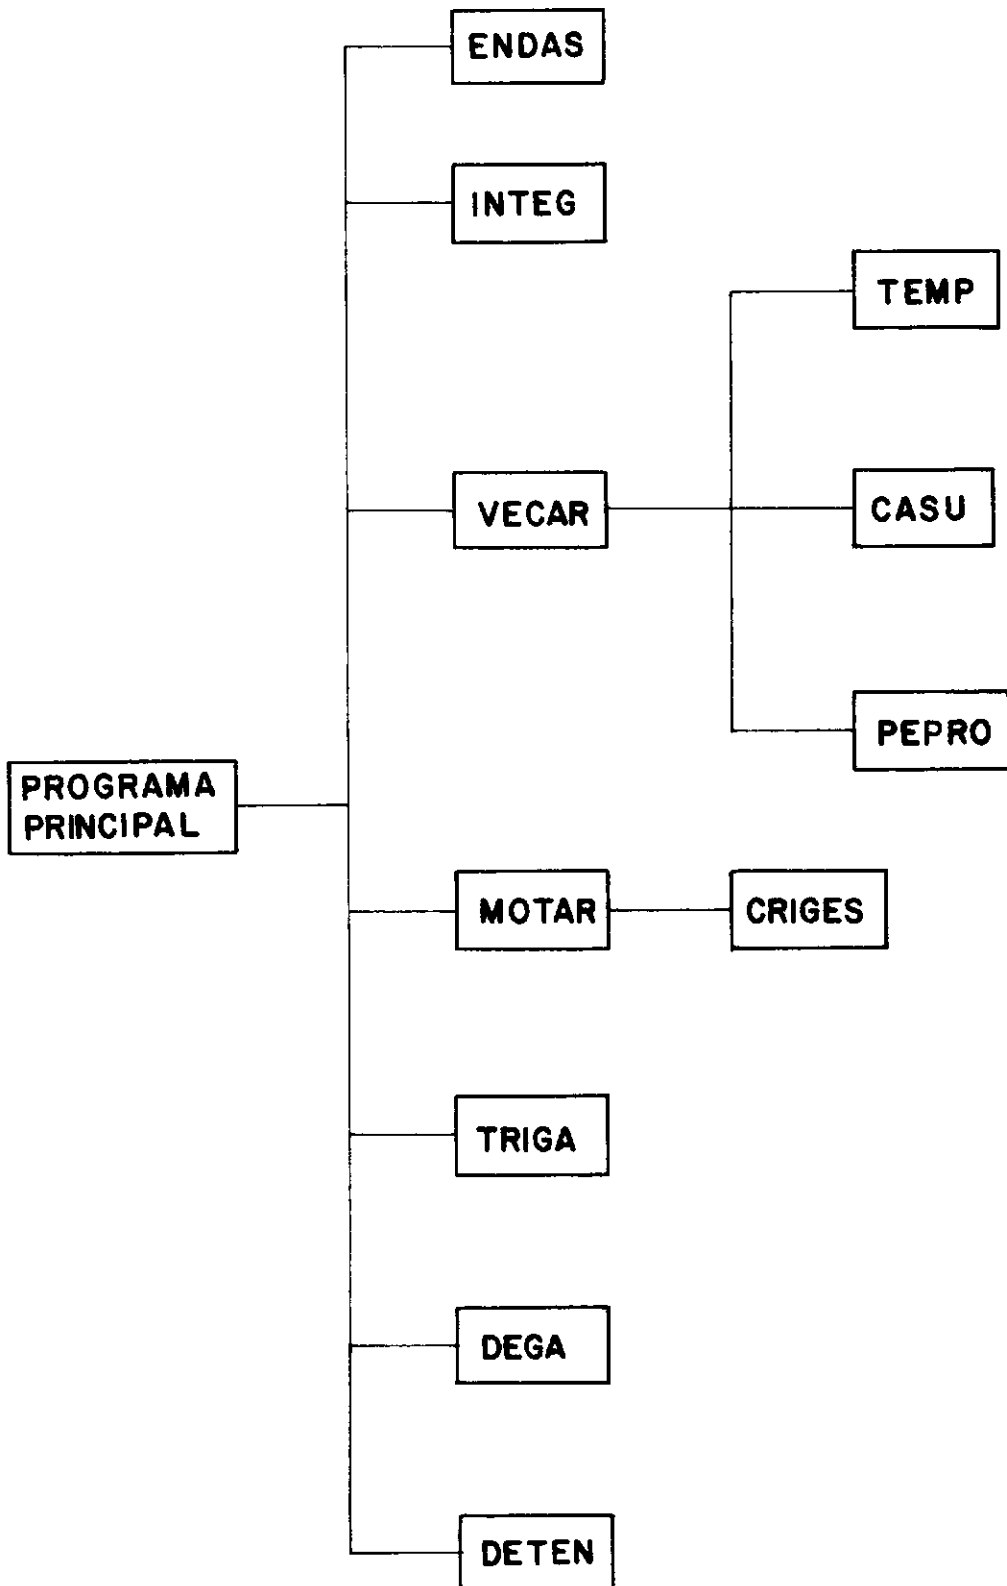 ENDAS
INTEG
TEMP
VECAR
CASU
PEPRO
PROGRAMA
PRINCIPAL
MOTAR
CRIGES
TRIGA
DEGA
DETEN